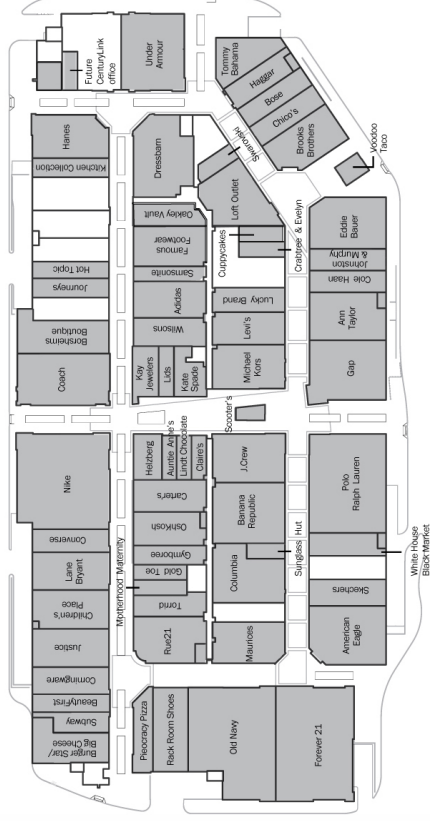 Future
CenturyLink
office
Under
Armour
Tommy
Bahama
Haggar
Bose
Chico's
Brooks
Brothers
Swarovski
Voodoo
Taco
Hanes
Kitchen Collection
Hot Topic
Journeys
Borsheims
Boutique
Coach
Dressbarn
Oakley Vault
Famous
Footwear
Samsonite
Adidas
Wilsons
Kay
Jewelers
Lids
Kate
Spade
Loft Outlet
Cuppycakes
Crabtree & Evelyn
Lucky Brand
Levi's
Michael
Kors
Eddie
Bauer
Johnston
& Murphy
Cole Haan
Ann
Taylor
Gap
Scooter's
Nike
Converse
Lane
Bryant
Children's
Place
Justice
Corningware
BeautyFirst
Subway
Burger Star/
Big Cheese
Helzberg
Auntie Anne's
Lindt Chocolate
Claire's
Carter's
OshKosh
Gymboree
Gold Toe
Motherhood Maternity
Torrid
Rue21
J.Crew
Banana
Republic
Columbia
Sunglass Hut
Maurices
Polo
Ralph Lauren
White House
Black Market
Skechers
American
Eagle
Pieocracy Pizza
Rack Room Shoes
Old Navy
Forever 21